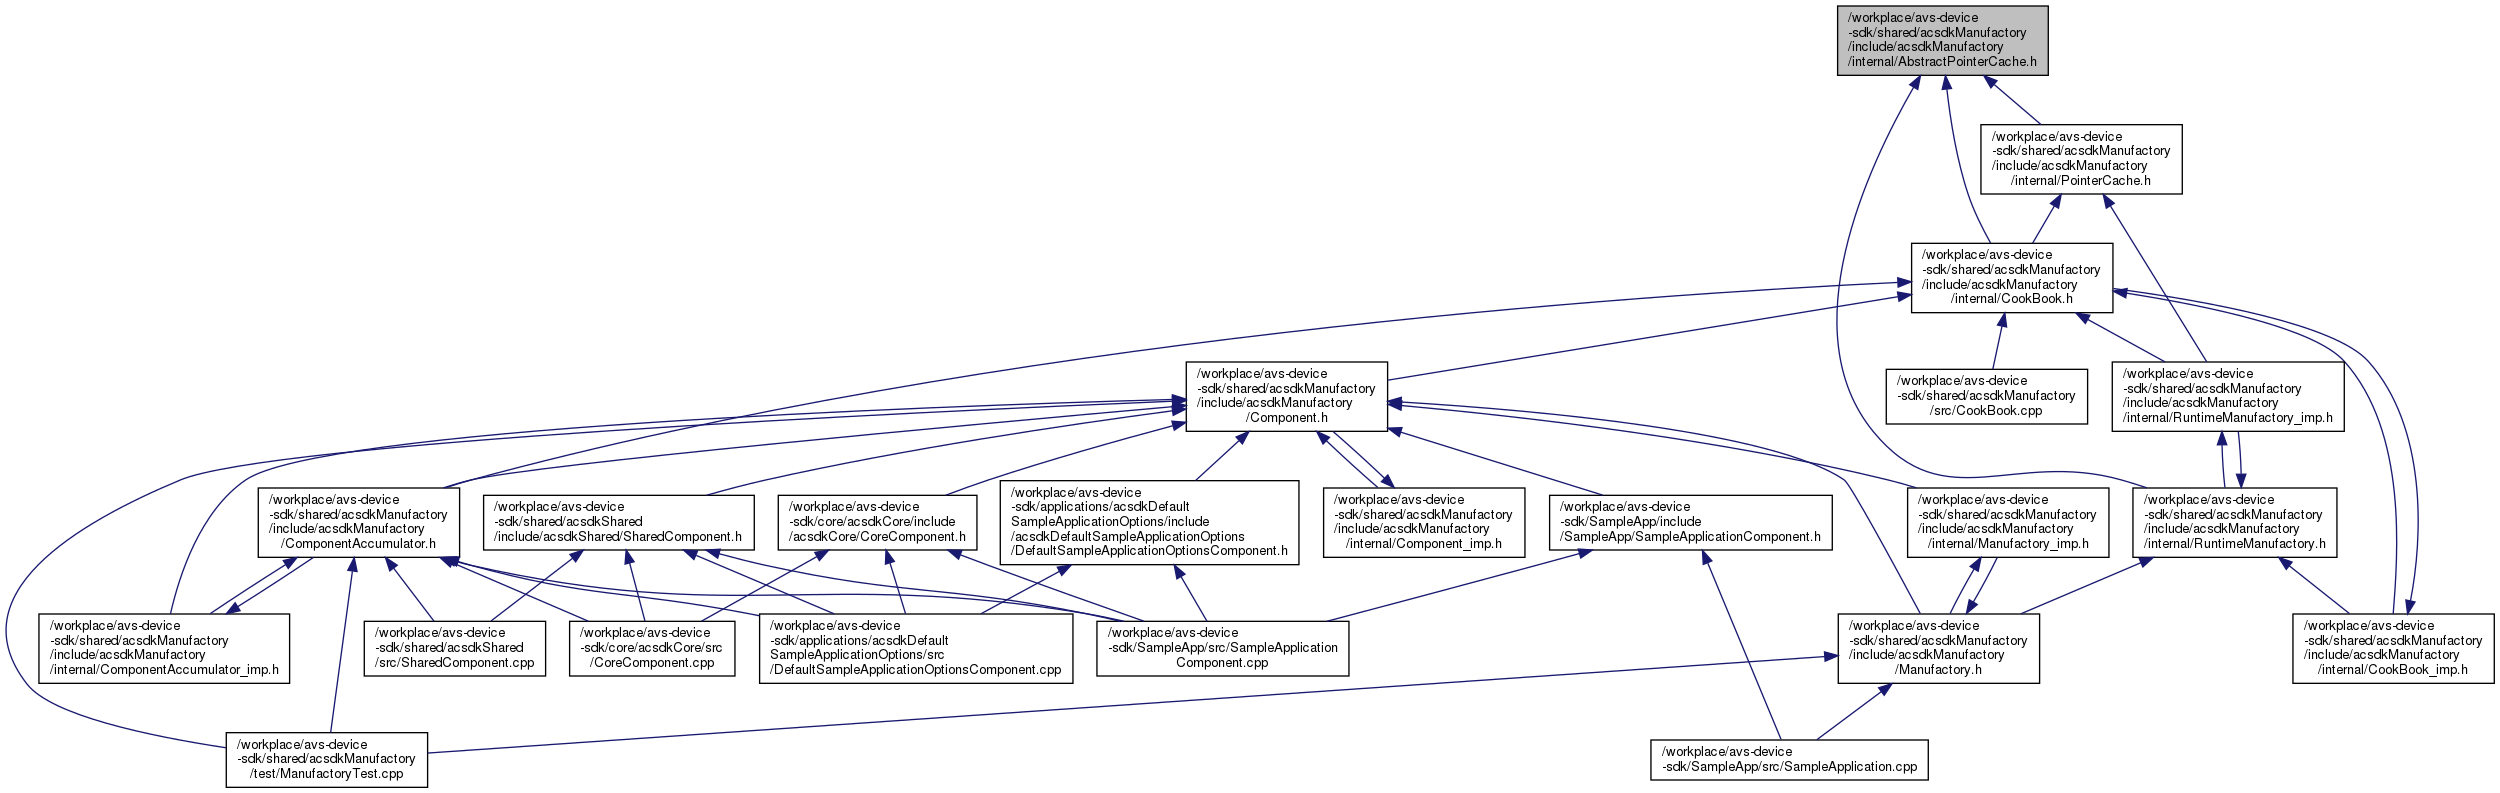 /workplace/avs-device
-sdk/shared/acsdkManufactory
/include/acsdkManufactory
/internal/AbstractPointerCache.h
/workplace/avs-device
-sdk/shared/acsdkManufactory
/include/acsdkManufactory
/internal/PointerCache.h
/workplace/avs-device
-sdk/shared/acsdkManufactory
/include/acsdkManufactory
/internal/CookBook.h
/workplace/avs-device
-sdk/shared/acsdkManufactory
/include/acsdkManufactory
/Component.h
/workplace/avs-device
-sdk/shared/acsdkManufactory
/src/CookBook.cpp
/workplace/avs-device
-sdk/shared/acsdkManufactory
/include/acsdkManufactory
/internal/RuntimeManufactory_imp.h
/workplace/avs-device
-sdk/shared/acsdkManufactory
/include/acsdkManufactory
/ComponentAccumulator.h
/workplace/avs-device
-sdk/shared/acsdkShared
/include/acsdkShared/SharedComponent.h
/workplace/avs-device
-sdk/core/acsdkCore/include
/acsdkCore/CoreComponent.h
/workplace/avs-device
-sdk/applications/acsdkDefault
SampleApplicationOptions/include
/acsdkDefaultSampleApplicationOptions
/DefaultSampleApplicationOptionsComponent.h
/workplace/avs-device
-sdk/shared/acsdkManufactory
/include/acsdkManufactory
/internal/Component_imp.h
/workplace/avs-device
-sdk/SampleApp/include
/SampleApp/SampleApplicationComponent.h
/workplace/avs-device
-sdk/shared/acsdkManufactory
/include/acsdkManufactory
/internal/Manufactory_imp.h
/workplace/avs-device
-sdk/shared/acsdkManufactory
/include/acsdkManufactory
/internal/RuntimeManufactory.h
/workplace/avs-device
-sdk/shared/acsdkManufactory
/include/acsdkManufactory
/internal/ComponentAccumulator_imp.h
/workplace/avs-device
-sdk/shared/acsdkShared
/src/SharedComponent.cpp
/workplace/avs-device
-sdk/core/acsdkCore/src
/CoreComponent.cpp
/workplace/avs-device
-sdk/applications/acsdkDefault
SampleApplicationOptions/src
/DefaultSampleApplicationOptionsComponent.cpp
/workplace/avs-device
-sdk/SampleApp/src/SampleApplication
Component.cpp
/workplace/avs-device
-sdk/shared/acsdkManufactory
/include/acsdkManufactory
/Manufactory.h
/workplace/avs-device
-sdk/shared/acsdkManufactory
/include/acsdkManufactory
/internal/CookBook_imp.h
/workplace/avs-device
-sdk/shared/acsdkManufactory
/test/ManufactoryTest.cpp
/workplace/avs-device
-sdk/SampleApp/src/SampleApplication.cpp